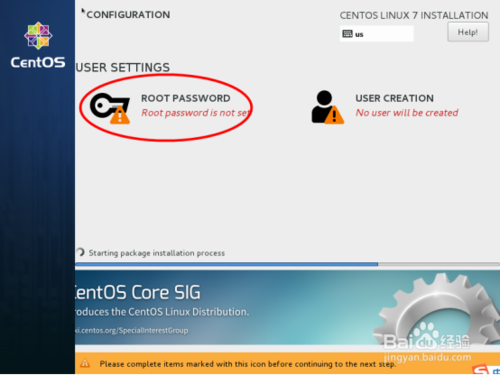 CONFIGURATION
CENTOS LINUX 7 INSTALLATION
us
Help!
CentOS
USER SETTINGS
ROOT PASSWORD
Root password is not set
USER CREATION
No user will be created
Starting package installation process
CentOS Core SIG
roduces the CentOS Linux Distribution.
ki.centos.org/SpecialInterestGroup
Baidu 经验
jingyan.baidu.com
Please complete items marked with this icon before continuing to the next step.